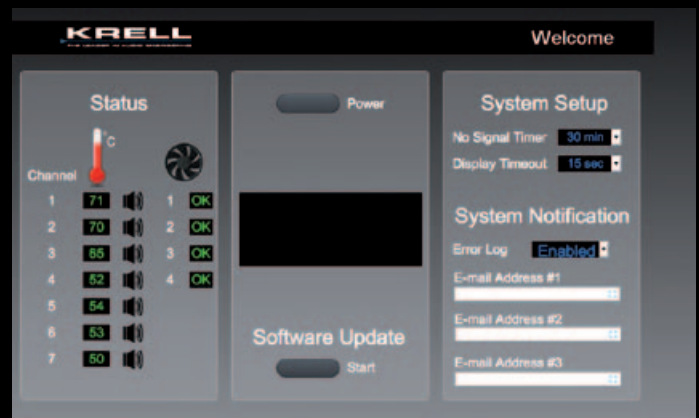 KRELL
Welcome
Status
°C
Channel
1 71 1 OK
2 70 2 OK
3 65 3 OK
4 52 4 OK
5 54
6 53
7 50
Power
Software Update
Start
System Setup
No Signal Timer 30 min
Display Timeout 15 sec
System Notification
Error Log Enabled
E-mail Address #1
E-mail Address #2
E-mail Address #3